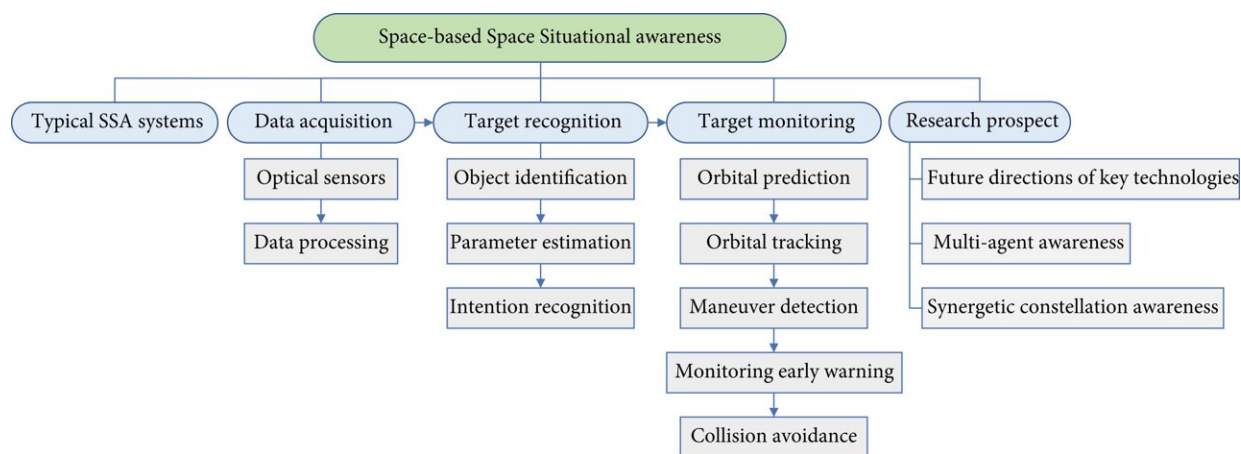 Space-based Space Situational awareness
Typical SSA systems
Data acquisition
Target recognition
Target monitoring
Research prospect
Optical sensors
Data processing
Object identification
Parameter estimation
Intention recognition
Orbital prediction
Orbital tracking
Maneuver detection
Monitoring early warning
Collision avoidance
Future directions of key technologies
Multi-agent awareness
Synergetic constellation awareness